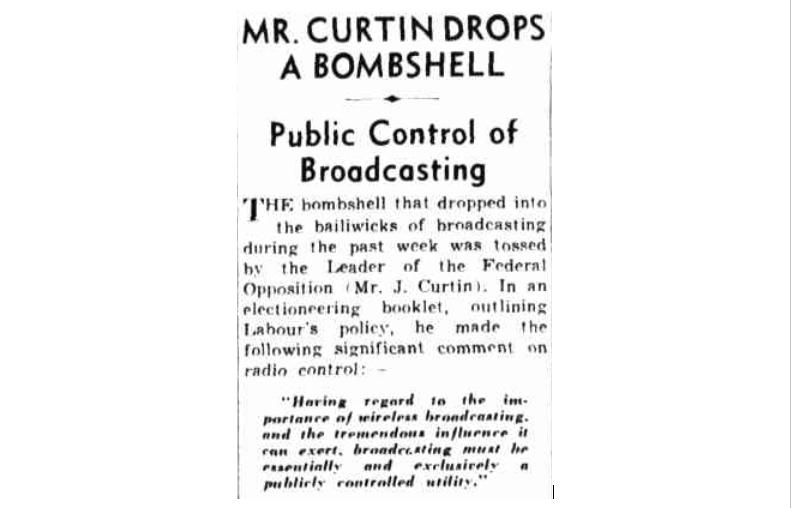 MR. CURTIN DROPS
A BOMBSHELL
Public Control of
Broadcasting
THE bombshell that dropped into
the bailiwicks of broadcasting
during the past week was tossed
by the Leader of the Federal
Opposition (Mr. J. Curtin). In an
electioneering booklet, outlining
Labour's policy, he made the
following significant comment on
radio control: -
"Having regard to the im-
portance of wireless broadcasting,
and the tremendous influence it
can exert, broadcasting must be
essentially and exclusively a
publicly controlled utility."